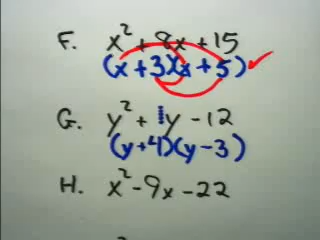 F. x² + 8x + 15
(x + 3)(x + 5) ✓
G. y² + 1y - 12
(y + 4)(y - 3)
H. x² - 9x - 22